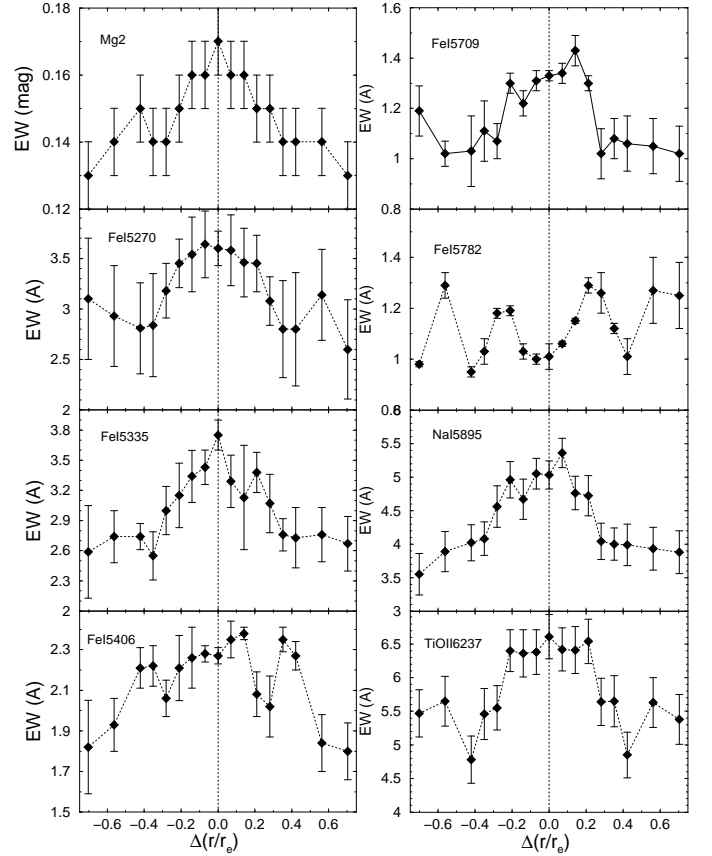 0.18
Mg2
0.16
EW (mag)
0.14
0.12
FeI5270
3.5
EW (A)
3
2.5
2
FeI5335
3.8
3.5
EW (A)
3.2
2.9
2.6
2.3
2
FeI5406
2.3
2.1
EW (A)
1.9
1.7
1.5
−0.6 −0.4 −0.2 0.0 0.2 0.4 0.6
Δ(r/re)
1.6
FeI5709
1.4
EW (A)
1.2
1
0.8
FeI5782
1.4
EW (A)
1.2
1
0.8
6
NaI5895
5.5
5
EW (A)
4.5
4
3.5
3
TiOII6237
6.5
6
EW (A)
5.5
5
4.5
4
−0.6 −0.4 −0.2 0.0 0.2 0.4 0.6
Δ(r/re)